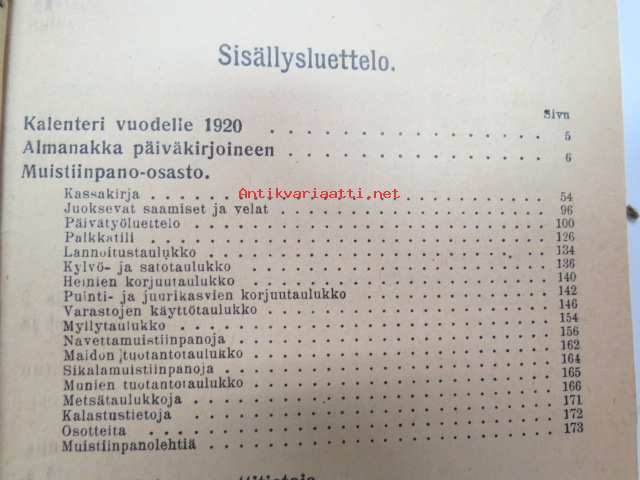 Sisällysluettelo.
Sivu
Kalenteri vuodelle 1920 . . . . . . . . . . 5
Almanakka päiväkirjoineen . . . . . . . . . 6
Muistiinpano-osasto.
Antikvariaatti.net
Kassakirja . . . . . . . . . . 54
Juoksevat saamiset ja velat . . . . . . . . . . 96
Päivätyöluettelo . . . . . . . . . . 100
Palkkatili . . . . . . . . . . 126
Lannoitustaulukko . . . . . . . . . . 134
Kylvö- ja satotaulukko . . . . . . . . . . 136
Heinien korjuutaulukko . . . . . . . . . . 140
Puinti- ja juurikasvien korjuutaulukko . . . . . . . . . . 142
Varastojen käyttötaulukko . . . . . . . . . . 146
Myllytaulukko . . . . . . . . . . 154
Navettamuistiinpanoja . . . . . . . . . . 156
Maidon tuotantotaulukko . . . . . . . . . . 162
Sikalamuistiinpanoja . . . . . . . . . . 164
Munien tuotantotaulukko . . . . . . . . . . 165
Metsätaulukkoja . . . . . . . . . . 166
Kalastustietoja . . . . . . . . . . 171
Osotteita . . . . . . . . . . 172
Muistiinpanolehtiä . . . . . . . . . . 173